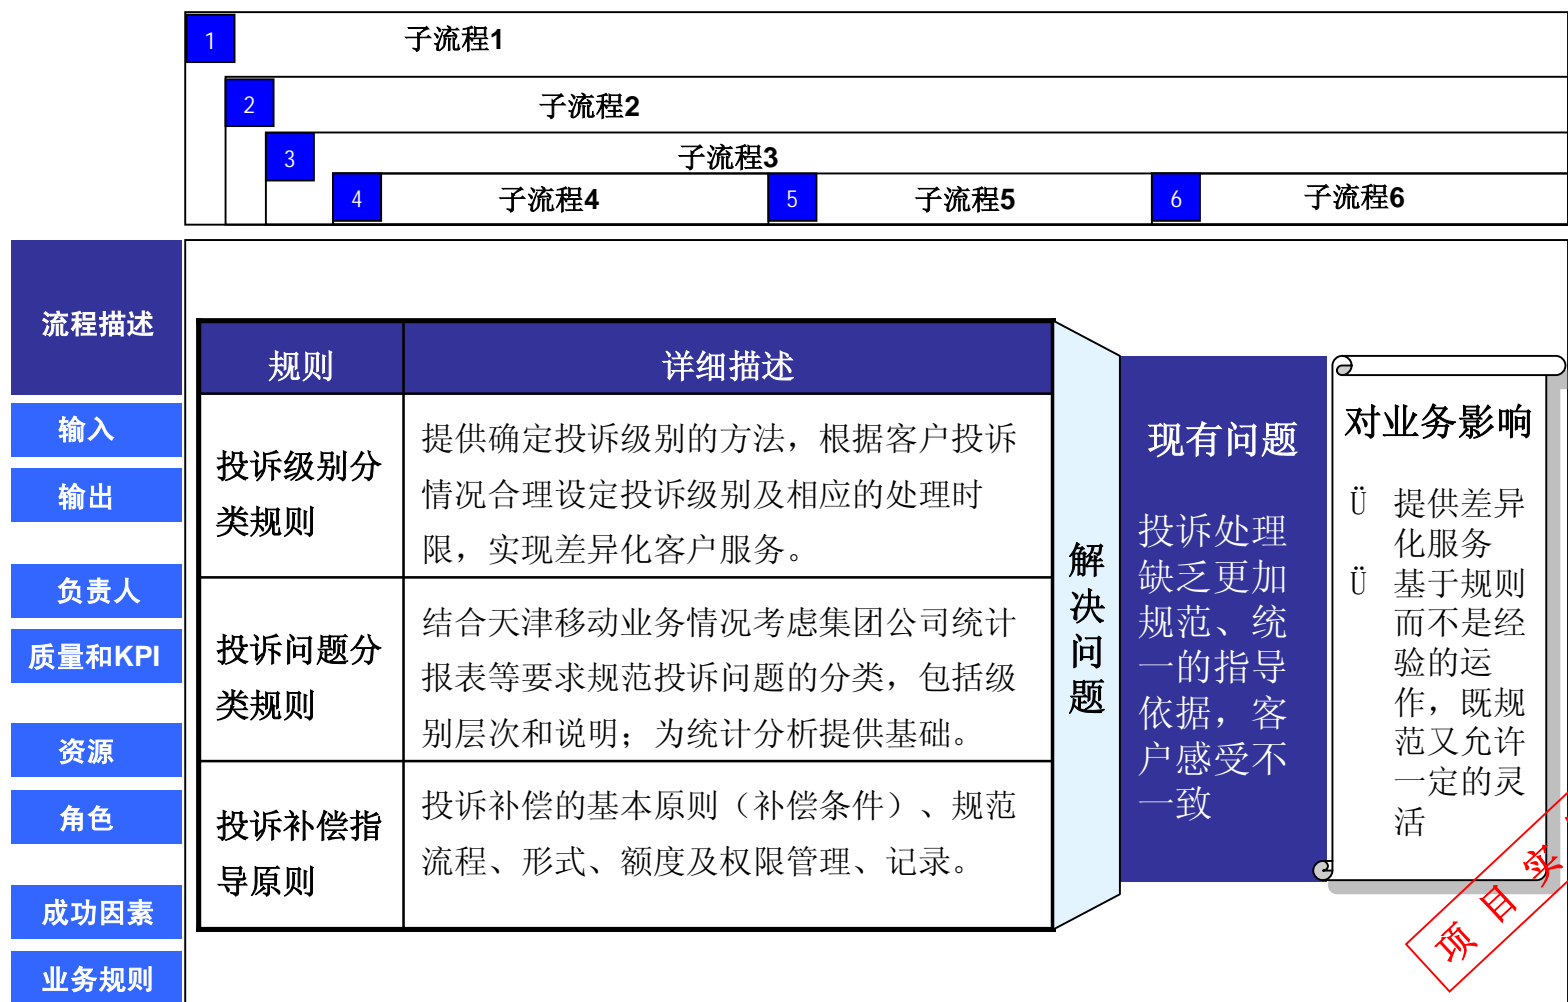 1 子流程1
2 子流程2
3 子流程3
4 子流程4 5 子流程5 6 子流程6
流程描述
输入
输出
负责人
质量和KPI
资源
角色
成功因素
业务规则
规则 详细描述
投诉级别分
类规则
提供确定投诉级别的方法，根据客户投诉
情况合理设定投诉级别及相应的处理时
限，实现差异化客户服务。
投诉问题分
类规则
结合天津移动业务情况考虑集团公司统计
报表等要求规范投诉问题的分类，包括级
别层次和说明；为统计分析提供基础。
投诉补偿指
导原则
投诉补偿的基本原则（补偿条件）、规范
流程、形式、额度及权限管理、记录。
解
决
问
题
现有问题
投诉处理
缺乏更加
规范、统
一的指导
依据，客
户感受不
一致
对业务影响
Ü 提供差异
化服务
Ü 基于规则
而不是经
验的运
作，既规
范又允许
一定的灵
活
项目实